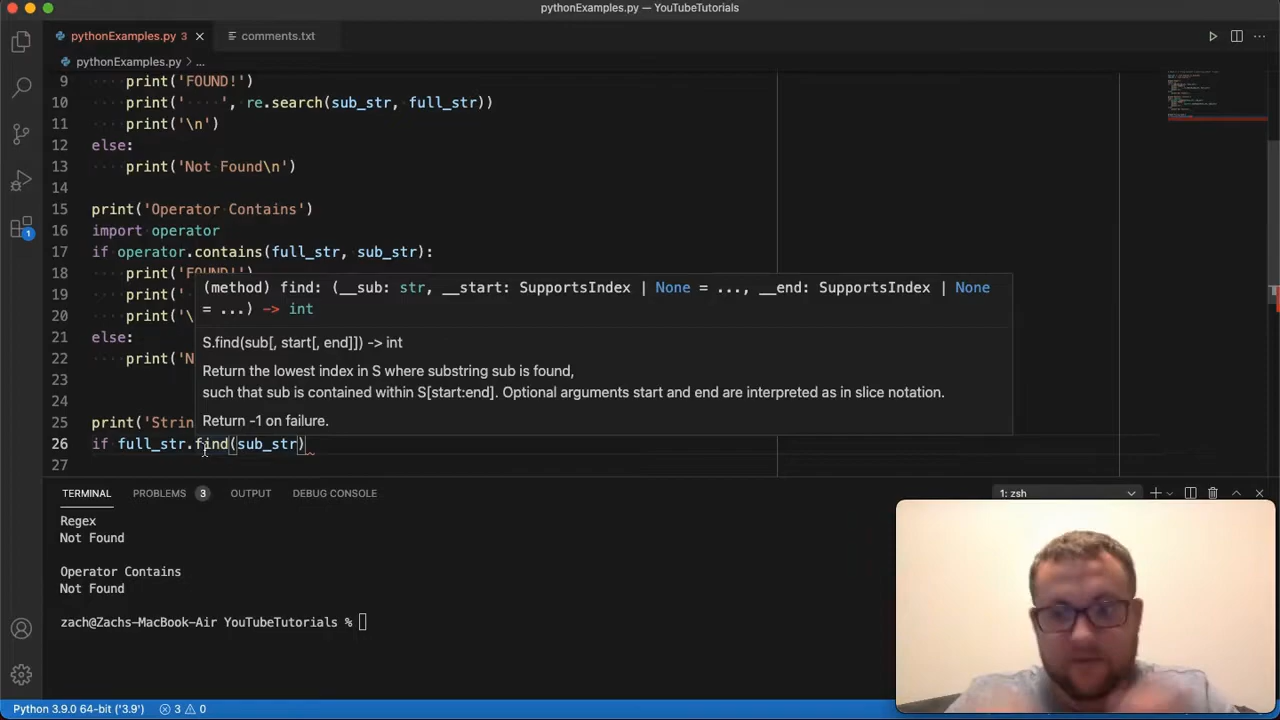 pythonExamples.py — YouTubeTutorials
pythonExamples.py 3
comments.txt
pythonExamples.py > ...
9 print('FOUND!')
10 print('    ', re.search(sub_str, full_str))
11 print('\n')
12 else:
13 print('Not Found\n')
14
15 print('Operator Contains')
16 import operator
17 if operator.contains(full_str, sub_str):
18 print('FOUND!')
19 print('
20 print('\
21 else:
22 print('N
23
25 print('Strin
26 if full_str.find(sub_str)
27
(method) find: (__sub: str, __start: SupportsIndex | None = ..., __end: SupportsIndex | None
= ...) -> int
S.find(sub[, start[, end]]) -> int
Return the lowest index in S where substring sub is found,
such that sub is contained within S[start:end]. Optional arguments start and end are interpreted as in slice notation.
Return -1 on failure.
TERMINAL PROBLEMS 3 OUTPUT DEBUG CONSOLE
1: zsh
Regex
Not Found
Operator Contains
Not Found
zach@Zachs-MacBook-Air YouTubeTutorials %
1
Python 3.9.0 64-bit ('3.9') 3 0